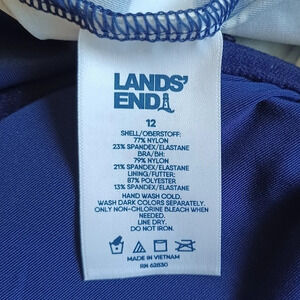 LANDS'
END
12
SHELL/OBERSTOFF:
77% NYLON
23% SPANDEX/ELASTANE
BRA/BH:
79% NYLON
21% SPANDEX/ELASTANE
LINING/FUTTER:
87% POLYESTER
13% SPANDEX/ELASTANE
HAND WASH COLD.
WASH DARK COLORS SEPARATELY.
ONLY NON-CHLORINE BLEACH WHEN
NEEDED.
LINE DRY.
DO NOT IRON.
MADE IN VIETNAM
RN 62830